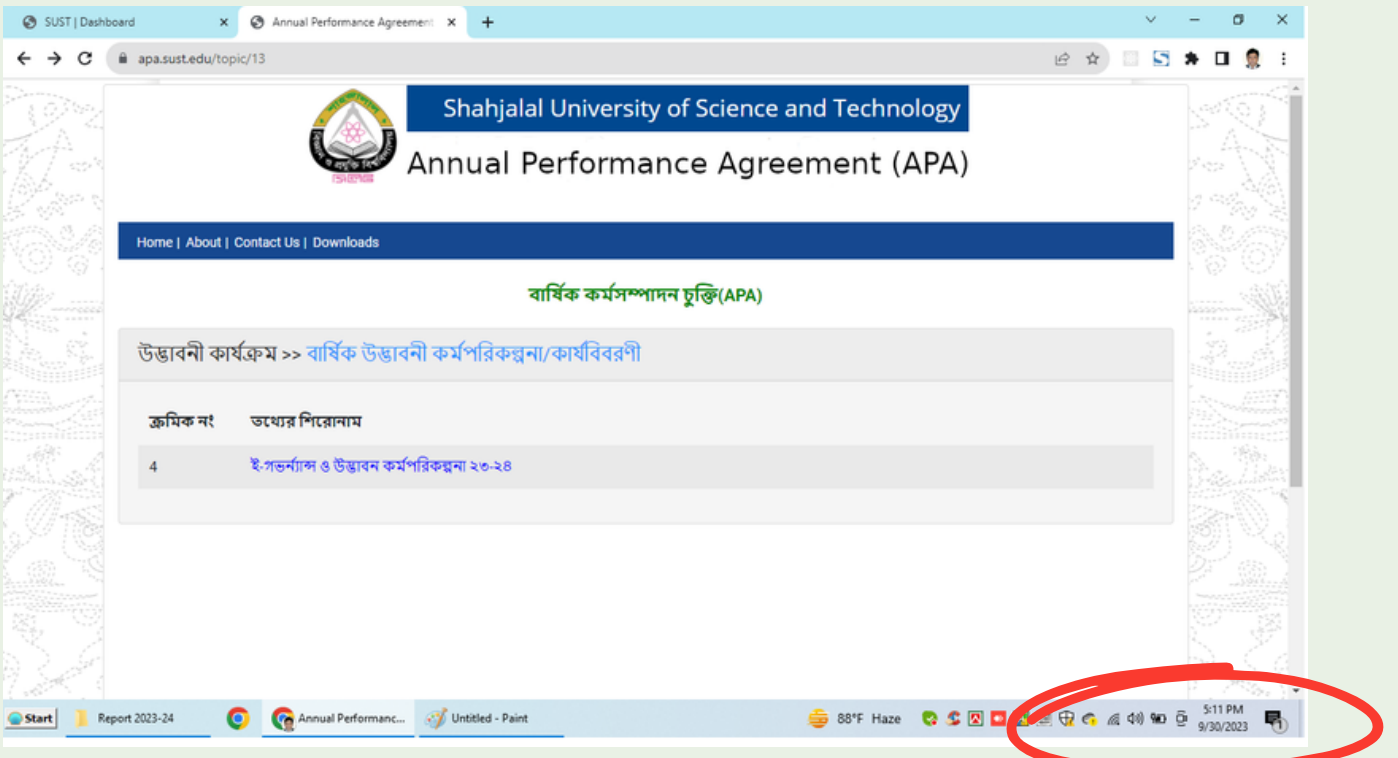 SUST | Dashboard
Annual Performance Agreement
apa.sust.edu/topic/13
Shahjalal University of Science and Technology
Annual Performance Agreement (APA)
Home | About | Contact Us | Downloads
বার্ষিক কর্মসম্পাদন চুক্তি(APA)
উদ্ভাবনী কার্যক্রম >> বার্ষিক উদ্ভাবনী কর্মপরিকল্পনা/কার্যবিবরণী
ক্রমিক নং তথ্যের শিরোনাম
4 ই-গভর্ন্যান্স ও উদ্ভাবন কর্মপরিকল্পনা ২৩-২৪
Start Report 2023-24 Annual Performanc... Untitled - Paint 88°F Haze 5:11 PM
9/30/2023